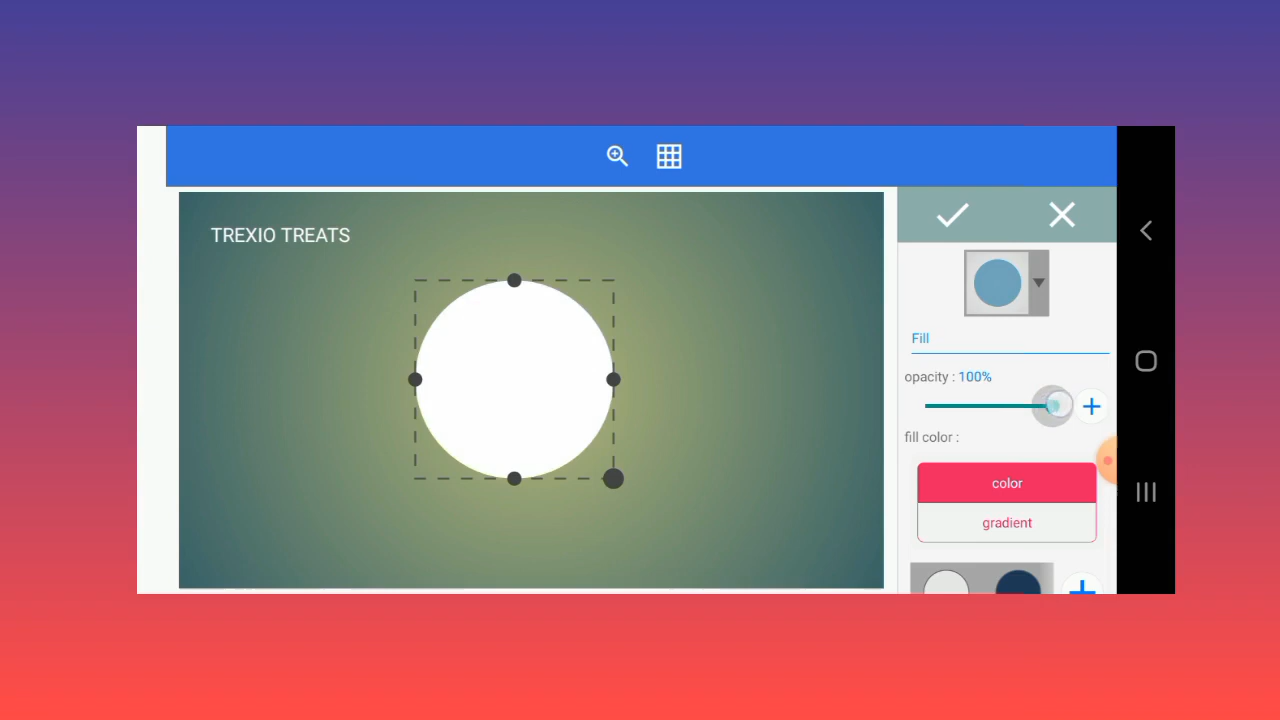 TREXIO TREATS
Fill
opacity : 100%
fill color :
color
gradient